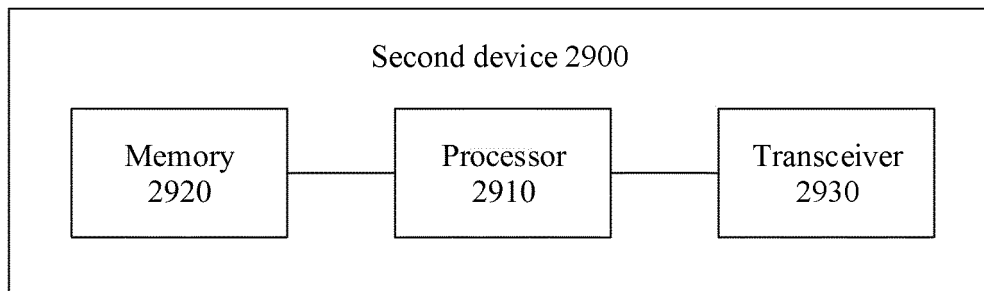 Second device 2900
Memory
2920
Processor
2910
Transceiver
2930